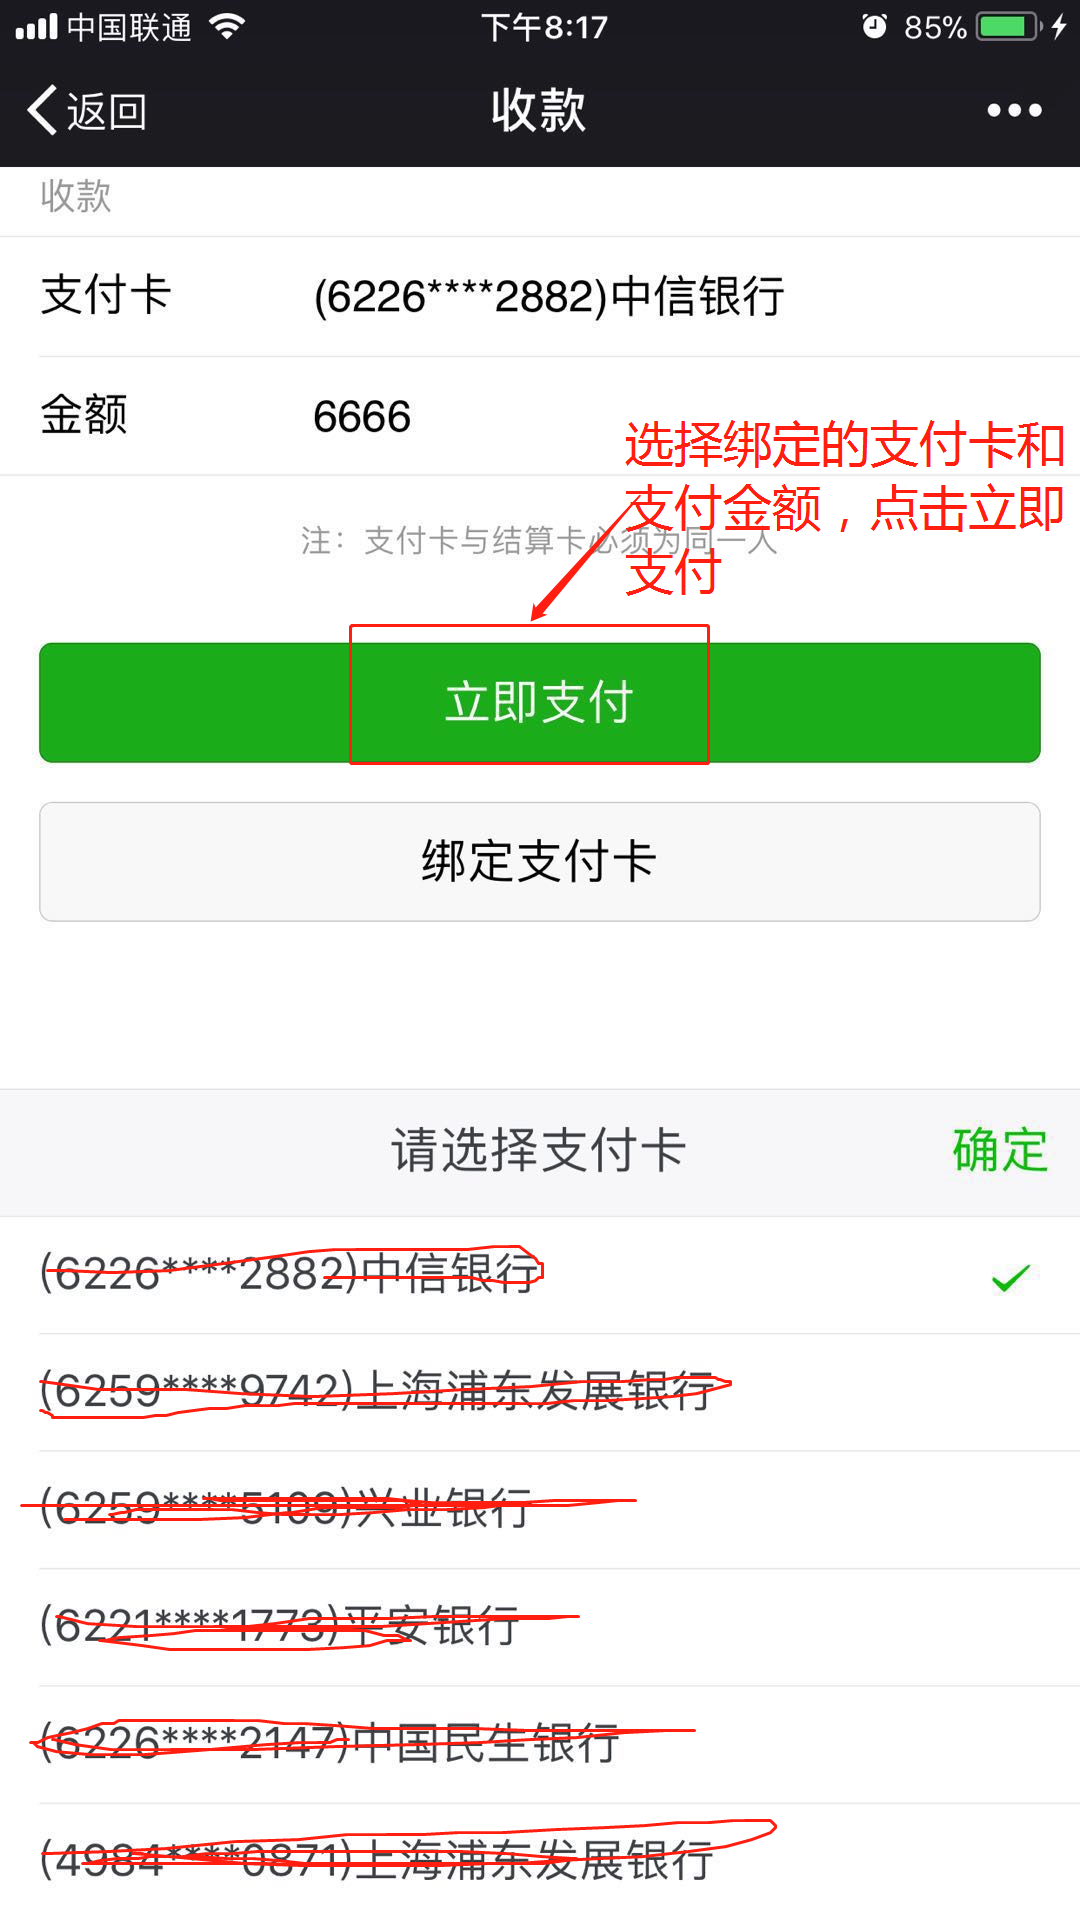 中国联通 下午8:17 85%
返回 收款
收款
支付卡 (6226****2882)中信银行
金额 6666
选择绑定的支付卡和
支付金额，点击立即
支付
注：支付卡与结算卡必须为同一人
立即支付
绑定支付卡
请选择支付卡 确定
(6226****2882)中信银行
(6259****9742)上海浦东发展银行
(6259****5109)兴业银行
(6221****1773)平安银行
(6226****2147)中国民生银行
(4984****0871)上海浦东发展银行